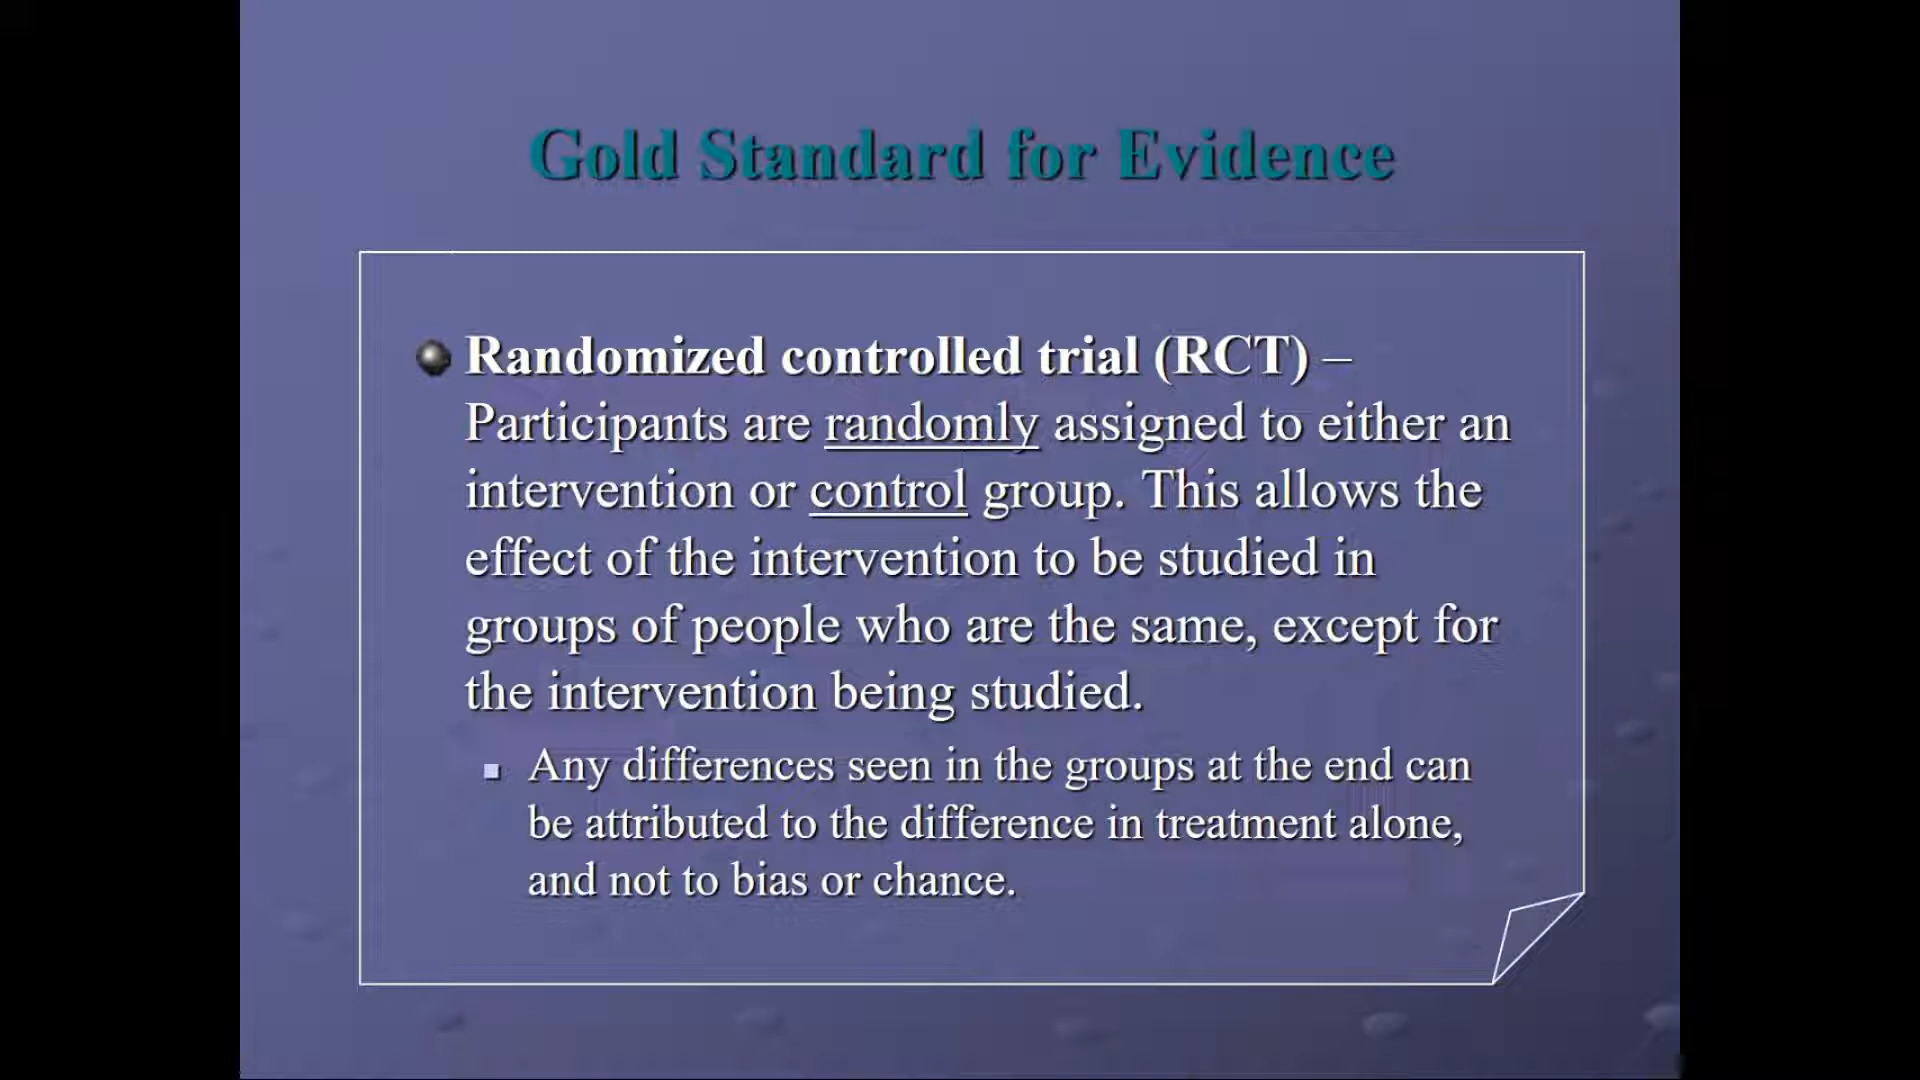 Gold Standard for Evidence
Randomized controlled trial (RCT) –
Participants are randomly assigned to either an
intervention or control group. This allows the
effect of the intervention to be studied in
groups of people who are the same, except for
the intervention being studied.
Any differences seen in the groups at the end can
be attributed to the difference in treatment alone,
and not to bias or chance.